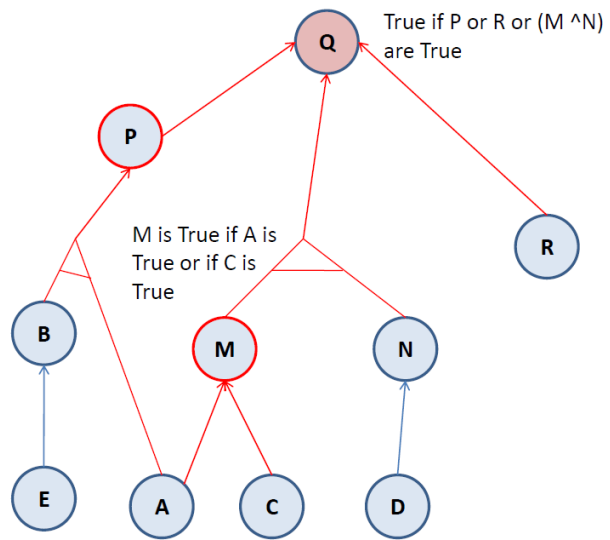 Q
True if P or R or (M ^N)
are True
P
M is True if A is
True or if C is
True
R
B
M
N
E
A
C
D